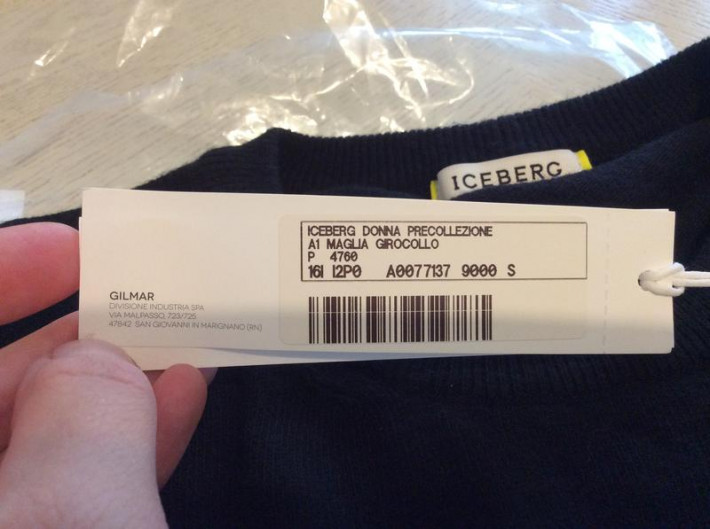 ICEBERG
ICEBERG DONNA PRECOLLEZIONE
A1 MAGLIA GIROCOLLO
P 4760
16I I2P0 A0077137 9000 S
GILMAR
DIVISIONE INDUSTRIA SPA
VIA MALPASSO, 723/725
47842 SAN GIOVANNI IN MARIGNANO (RN)